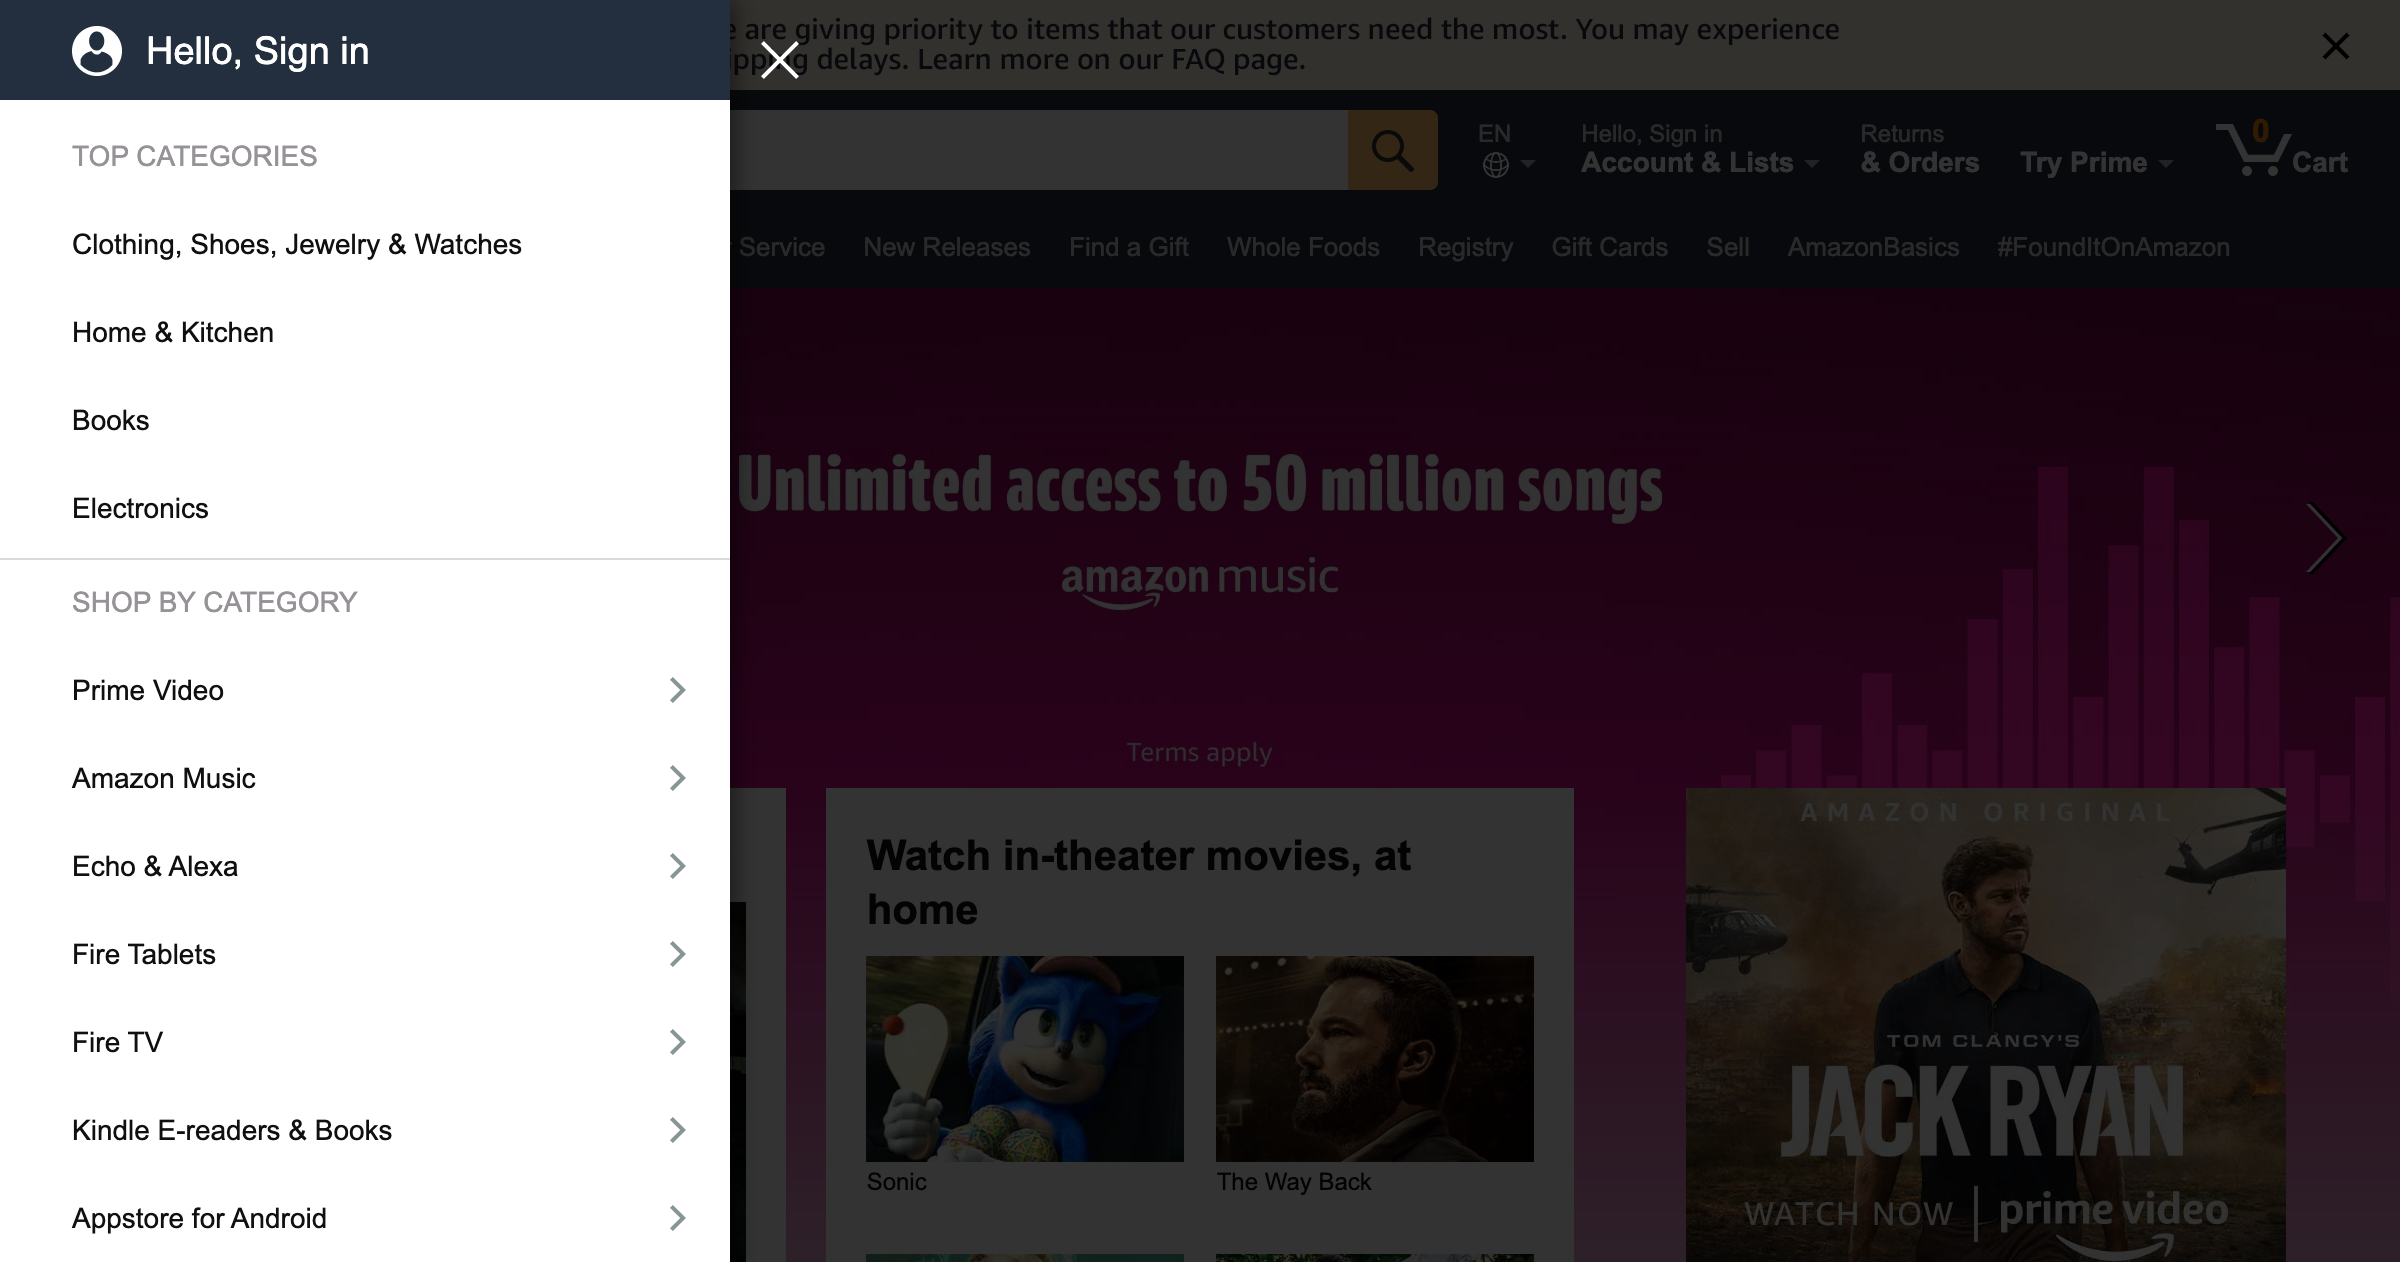 Hello, Sign in
TOP CATEGORIES
Clothing, Shoes, Jewelry & Watches
Home & Kitchen
Books
Electronics
SHOP BY CATEGORY
Prime Video
Amazon Music
Echo & Alexa
Fire Tablets
Fire TV
Kindle E-readers & Books
Appstore for Android
are giving priority to items that our customers need the most. You may experience
delays. Learn more on our FAQ page.
EN
Hello, Sign in
Account & Lists
Returns
& Orders
Try Prime
0
Cart
Service
New Releases
Find a Gift
Whole Foods
Registry
Gift Cards
Sell
AmazonBasics
#FoundItOnAmazon
Unlimited access to 50 million songs
amazon music
Terms apply
Watch in-theater movies, at
home
Sonic
The Way Back
AMAZON ORIGINAL
TOM CLANCY'S
JACK RYAN
WATCH NOW | prime video